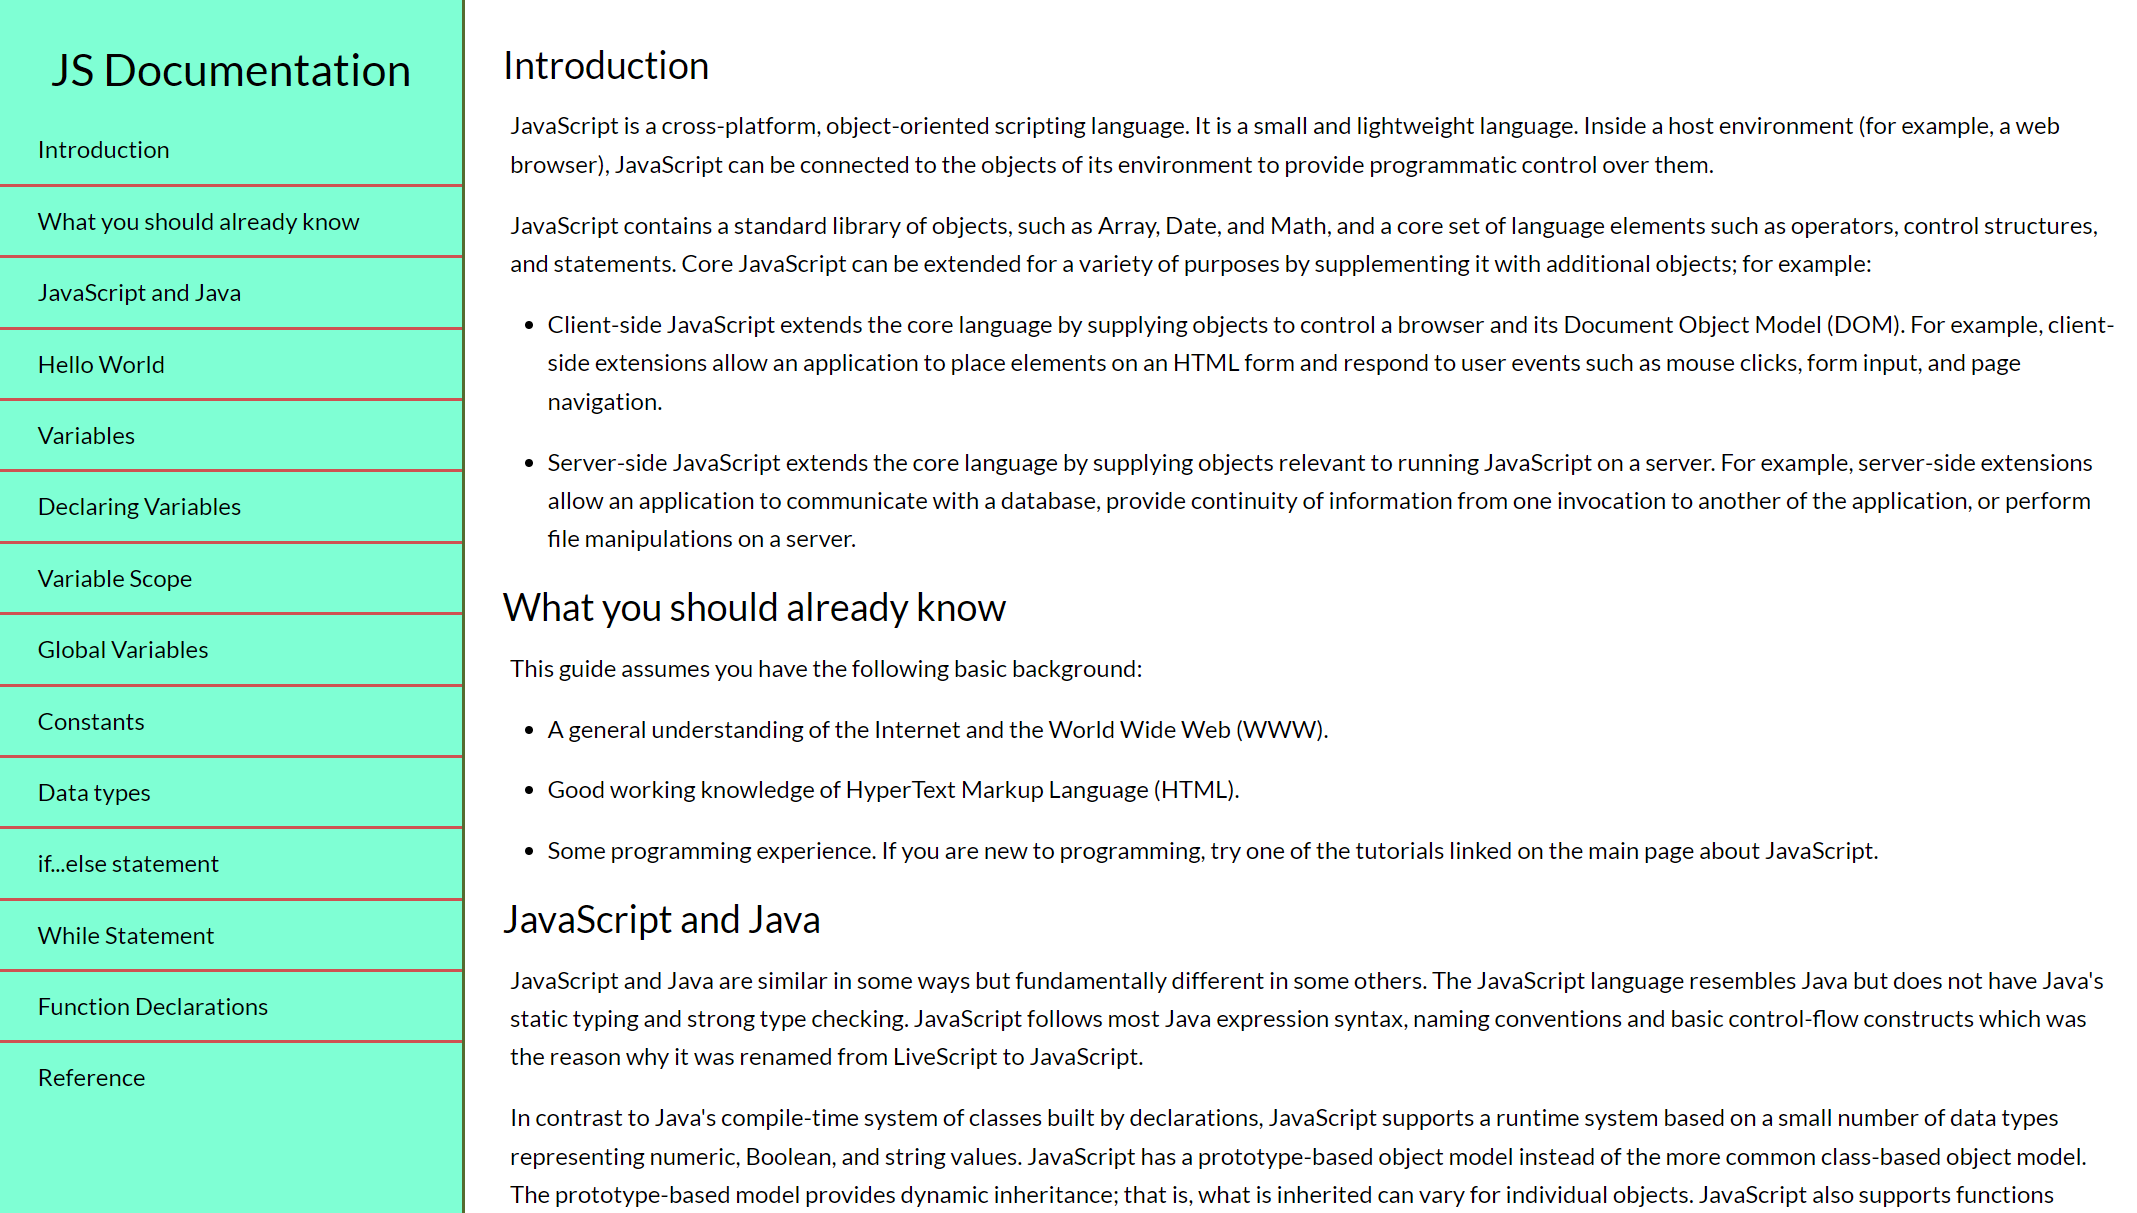 JS Documentation
Introduction
What you should already know
JavaScript and Java
Hello World
Variables
Declaring Variables
Variable Scope
Global Variables
Constants
Data types
if...else statement
While Statement
Function Declarations
Reference
Introduction
JavaScript is a cross-platform, object-oriented scripting language. It is a small and lightweight language. Inside a host environment (for example, a web
browser), JavaScript can be connected to the objects of its environment to provide programmatic control over them.
JavaScript contains a standard library of objects, such as Array, Date, and Math, and a core set of language elements such as operators, control structures,
and statements. Core JavaScript can be extended for a variety of purposes by supplementing it with additional objects; for example:
• Client-side JavaScript extends the core language by supplying objects to control a browser and its Document Object Model (DOM). For example, client-
side extensions allow an application to place elements on an HTML form and respond to user events such as mouse clicks, form input, and page
navigation.
• Server-side JavaScript extends the core language by supplying objects relevant to running JavaScript on a server. For example, server-side extensions
allow an application to communicate with a database, provide continuity of information from one invocation to another of the application, or perform
file manipulations on a server.
What you should already know
This guide assumes you have the following basic background:
• A general understanding of the Internet and the World Wide Web (WWW).
• Good working knowledge of HyperText Markup Language (HTML).
• Some programming experience. If you are new to programming, try one of the tutorials linked on the main page about JavaScript.
JavaScript and Java
JavaScript and Java are similar in some ways but fundamentally different in some others. The JavaScript language resembles Java but does not have Java's
static typing and strong type checking. JavaScript follows most Java expression syntax, naming conventions and basic control-flow constructs which was
the reason why it was renamed from LiveScript to JavaScript.
In contrast to Java's compile-time system of classes built by declarations, JavaScript supports a runtime system based on a small number of data types
representing numeric, Boolean, and string values. JavaScript has a prototype-based object model instead of the more common class-based object model.
The prototype-based model provides dynamic inheritance; that is, what is inherited can vary for individual objects. JavaScript also supports functions